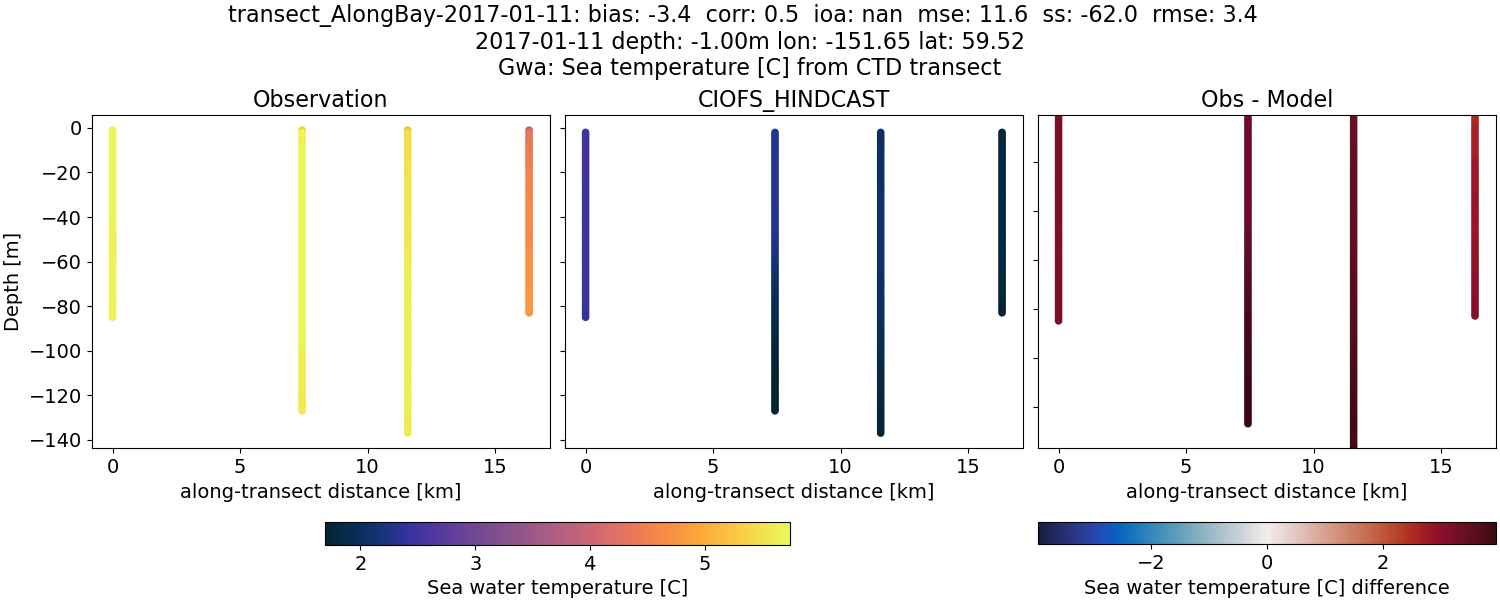 transect_AlongBay-2017-01-11: bias: -3.4  corr: 0.5  ioa: nan  mse: 11.6  ss: -62.0  rmse: 3.4
2017-01-11 depth: -1.00m lon: -151.65 lat: 59.52
Gwa: Sea temperature [C] from CTD transect
Observation
CIOFS_HINDCAST
Obs - Model
Depth [m]
0
−20
−40
−60
−80
−100
−120
−140
0 5 10 15
0 5 10 15
0 5 10 15
along-transect distance [km]
along-transect distance [km]
along-transect distance [km]
2 3 4 5
−2 0 2
Sea water temperature [C]
Sea water temperature [C] difference